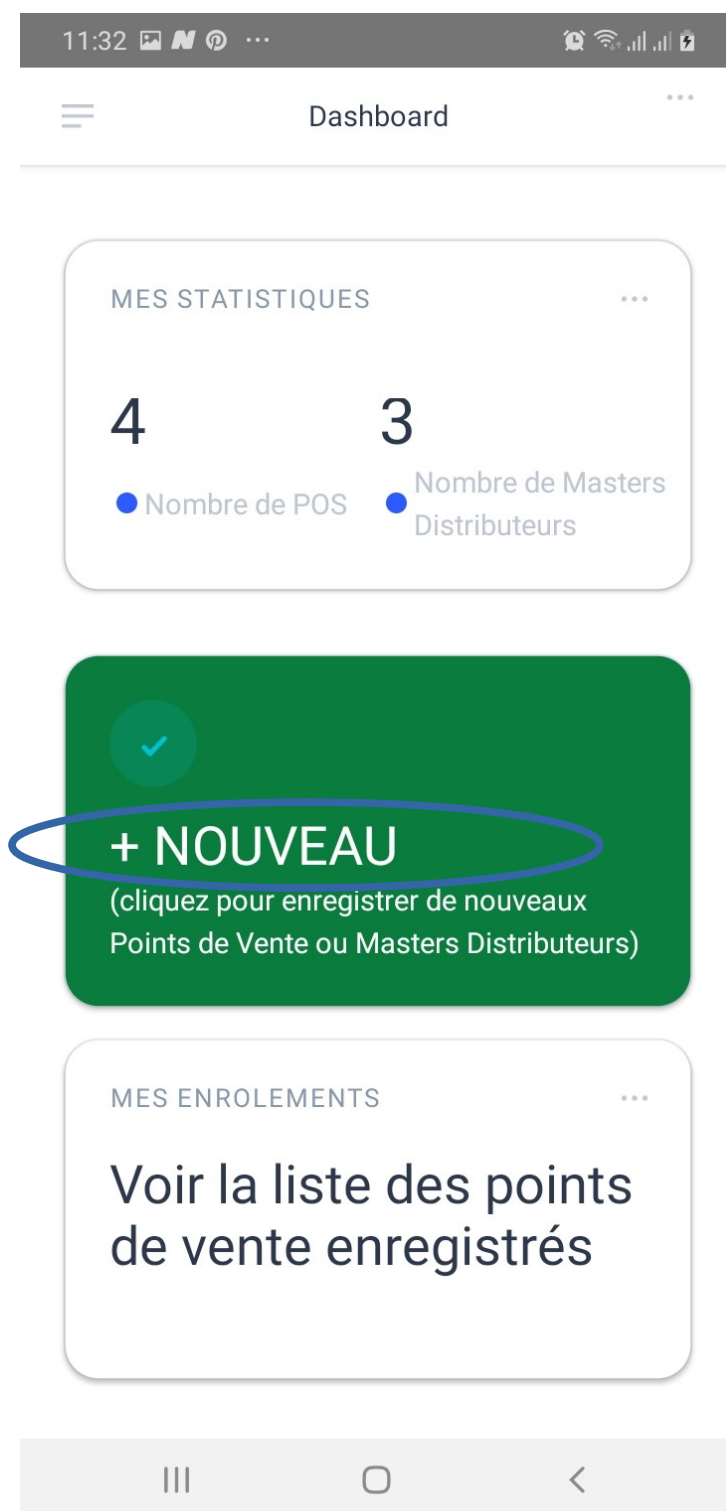 11:32
Dashboard
MES STATISTIQUES
4
Nombre de POS
3
Nombre de Masters
Distributeurs
+ NOUVEAU
(cliquez pour enregistrer de nouveaux
Points de Vente ou Masters Distributeurs)
MES ENROLEMENTS
Voir la liste des points
de vente enregistrés